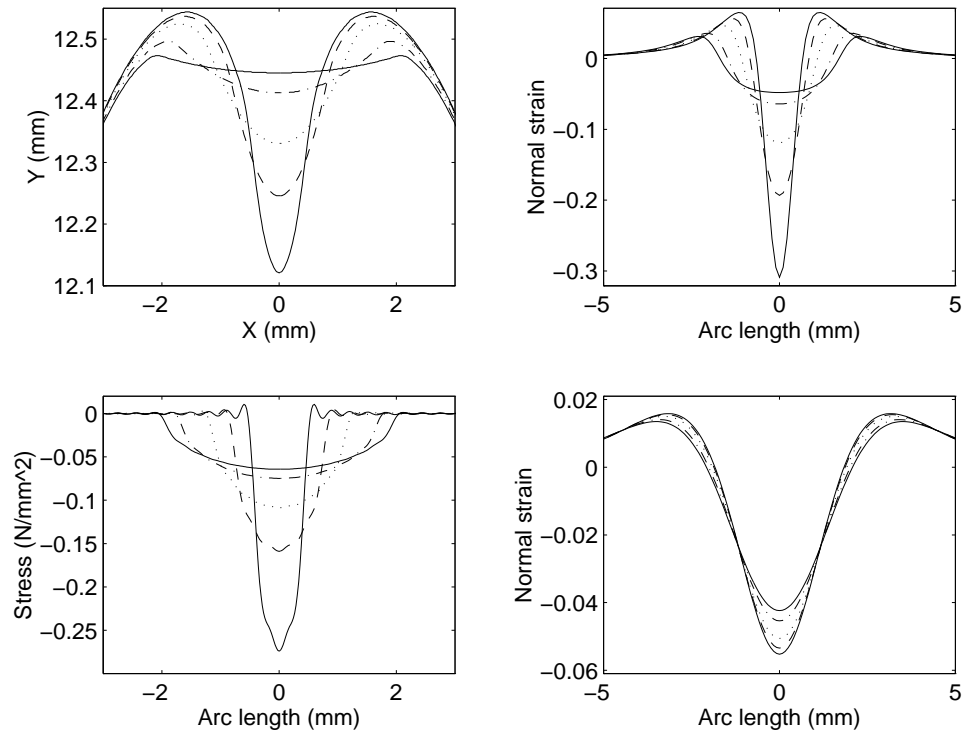 12.5
12.4
12.3
12.2
12.1
Y (mm)
−2 0 2
X (mm)
0
−0.1
−0.2
−0.3
Normal strain
−5 0 5
Arc length (mm)
0
−0.05
−0.10
−0.15
−0.20
−0.25
Stress (N/mm^2)
−2 0 2
Arc length (mm)
0.02
0
−0.02
−0.04
−0.06
Normal strain
−5 0 5
Arc length (mm)